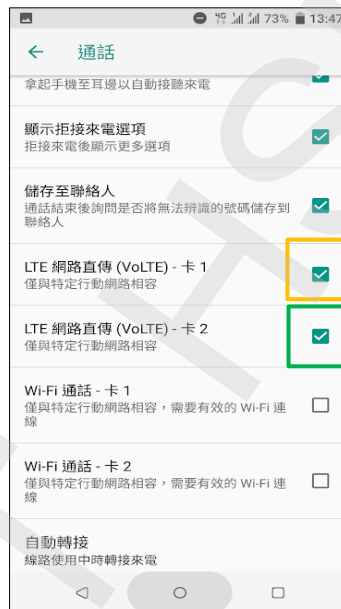 4G 73% 13:47
通話
拿起手機至耳邊以自動接聽來電
顯示拒接來電選項
拒接來電後顯示更多選項
儲存至聯絡人
通話結束後詢問是否將無法辨識的號碼儲存到
聯絡人
LTE 網路直傳 (VoLTE) - 卡 1
僅與特定行動網路相容
LTE 網路直傳 (VoLTE) - 卡 2
僅與特定行動網路相容
Wi-Fi 通話 - 卡 1
僅與特定行動網路相容，需要有效的 Wi-Fi 連
線
Wi-Fi 通話 - 卡 2
僅與特定行動網路相容，需要有效的 Wi-Fi 連
線
自動轉接
線路使用中時轉接來電